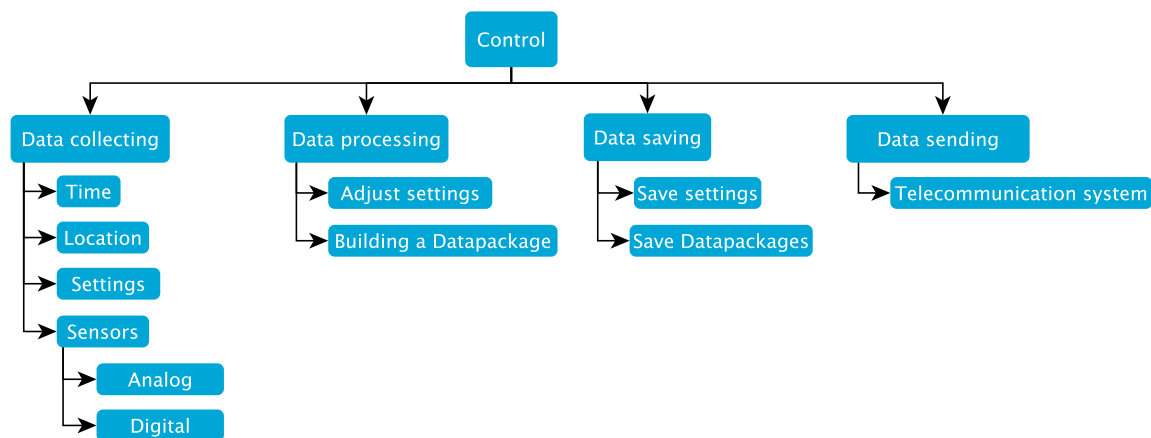 Control
Data collecting
Time
Location
Settings
Sensors
Analog
Digital
Data processing
Adjust settings
Building a Datapackage
Data saving
Save settings
Save Datapackages
Data sending
Telecommunication system